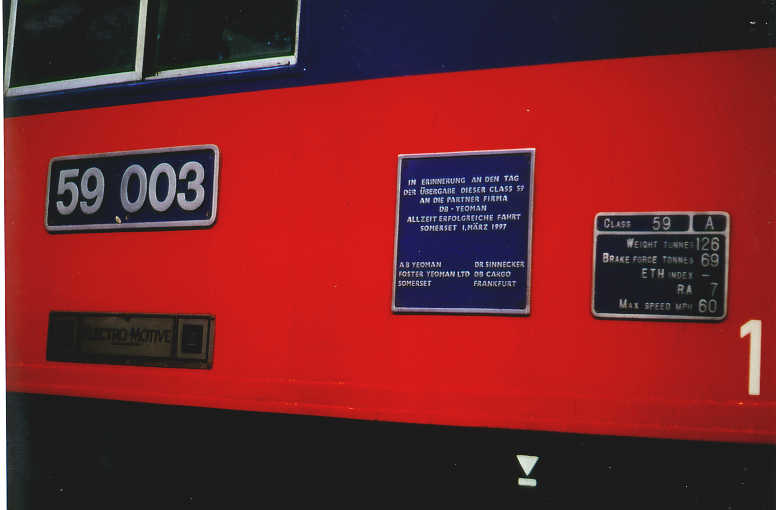 59 003
IN ERINNERUNG AN DEN TAG
DER ÜBERGABE DIESER CLASS 59
AN DIE PARTNER FIRMA
DB - YEOMAN
ALLZEIT ERFOLGREICHE FAHRT
SOMERSET 1, MÄRZ 1997
A B YEOMAN DR SINNECKER
FOSTER YEOMAN LTD DB CARGO
SOMERSET FRANKFURT
CLASS 59 A
WEIGHT TUNNES 126
BRAKE FORCE TONNES 69
ETH INDEX -
RA 7
MAX SPEED MPH 60
ELECTRO-MOTIVE
1